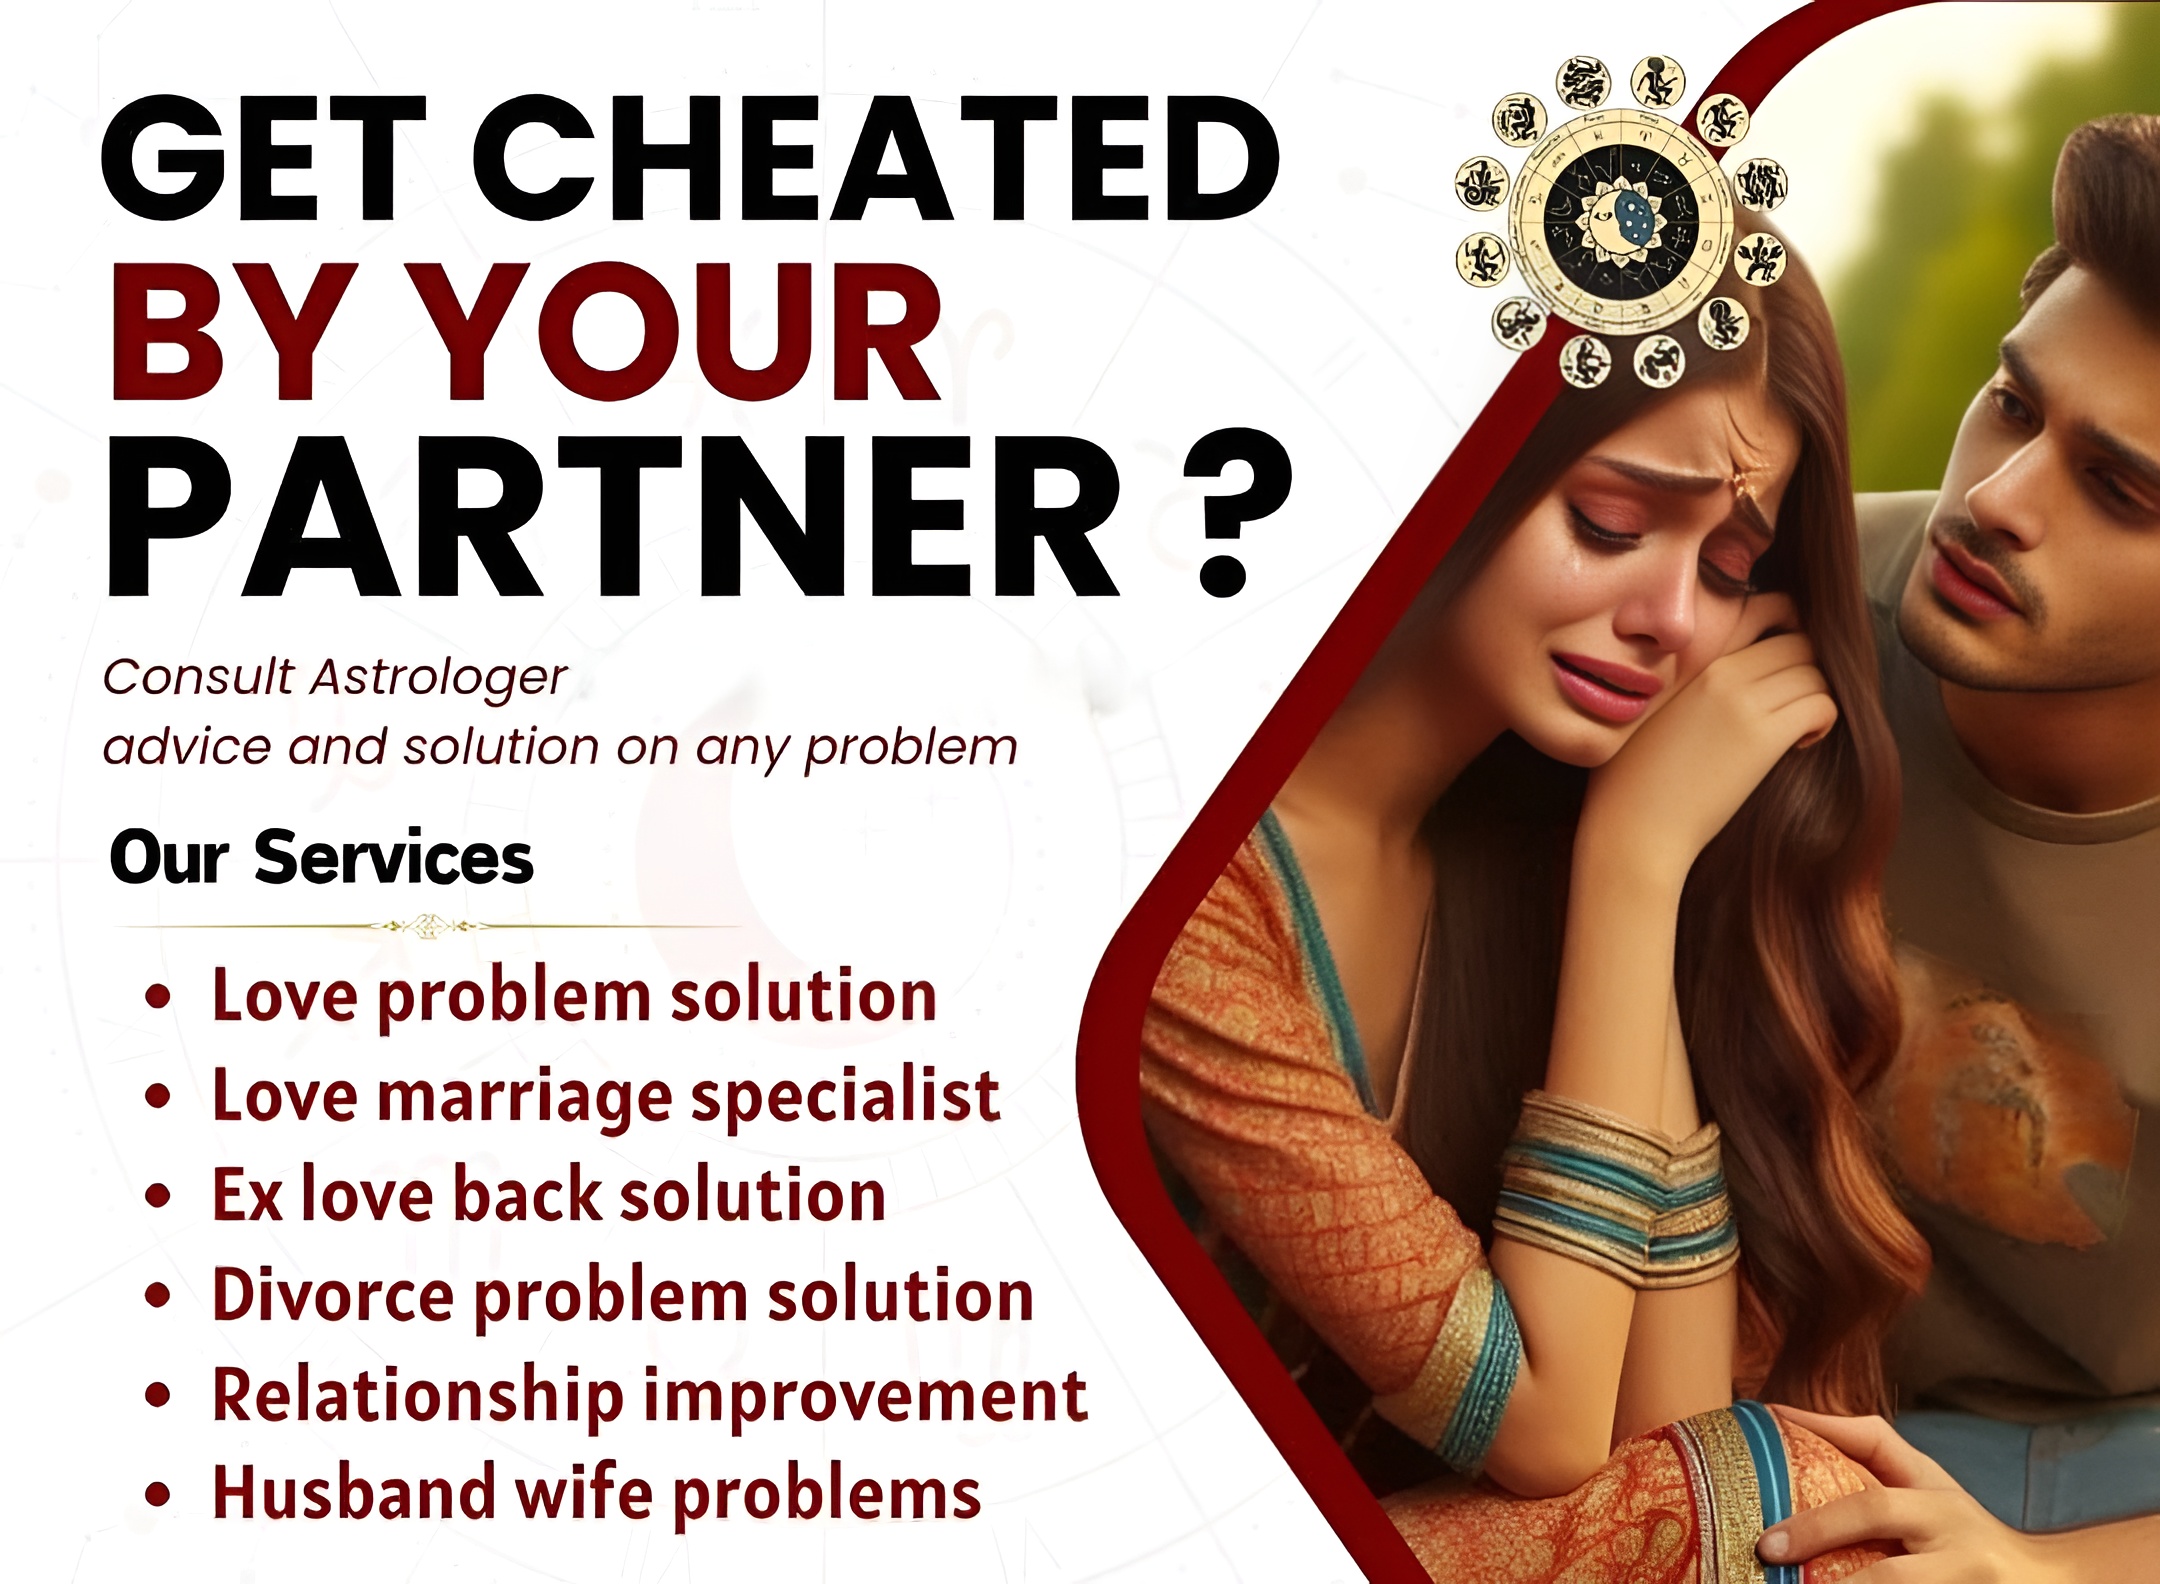 GET CHEATED
BY YOUR
PARTNER ?
Consult Astrologer
advice and solution on any problem
Our Services
• Love problem solution
• Love marriage specialist
• Ex love back solution
• Divorce problem solution
• Relationship improvement
• Husband wife problems